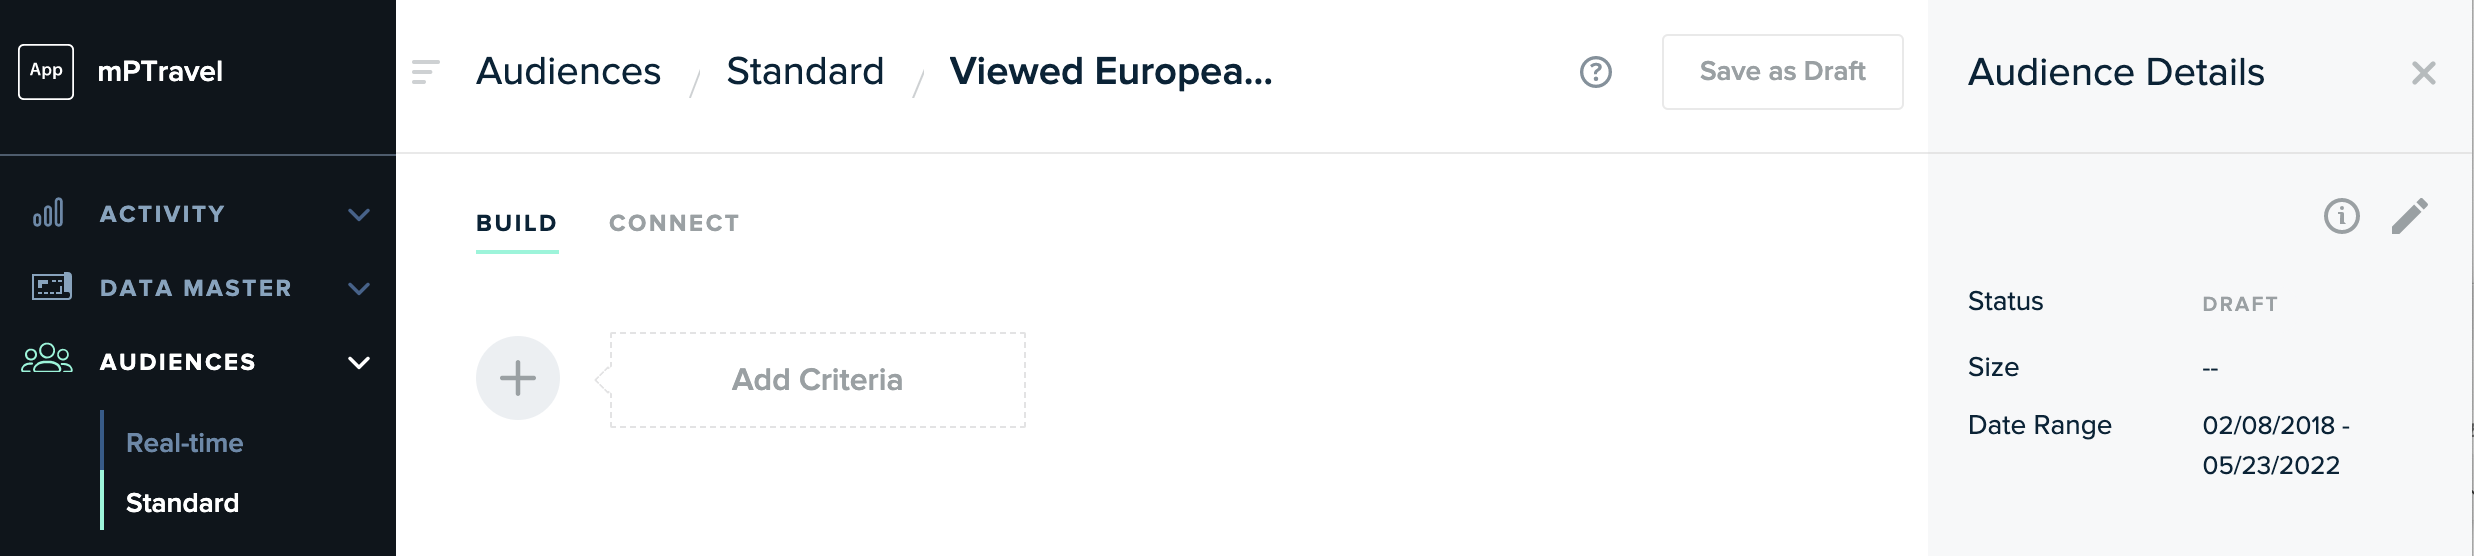 App
mPTravel
ACTIVITY
DATA MASTER
AUDIENCES
Real-time
Standard
Audiences / Standard / Viewed Europea...
?
Save as Draft
BUILD
CONNECT
Add Criteria
Audience Details
Status
DRAFT
Size
--
Date Range
02/08/2018 -
05/23/2022